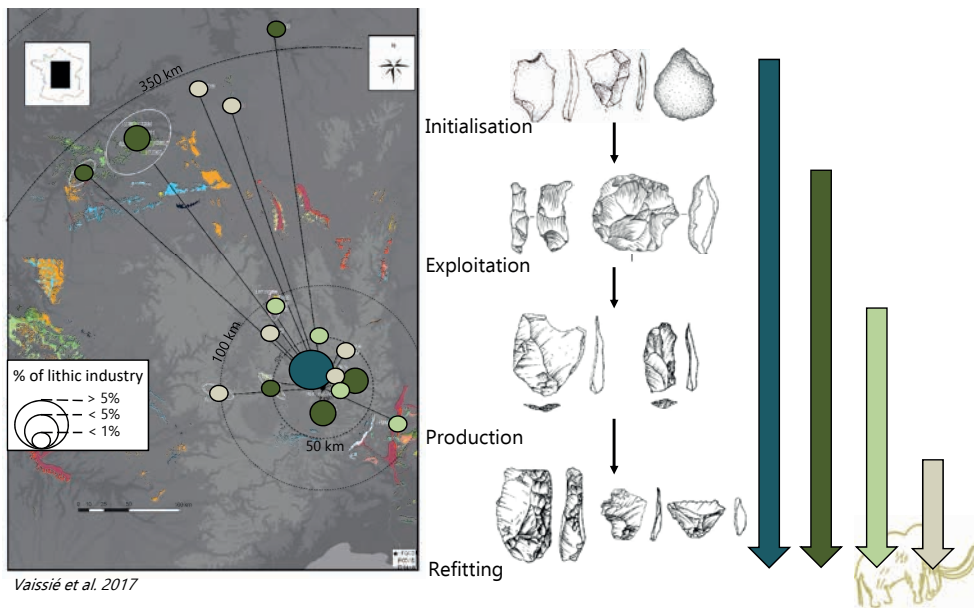 N
350 km
100 km
50 km
% of lithic industry
> 5%
< 5%
< 1%
Vaissié et al. 2017
Initialisation
Exploitation
Production
Refitting